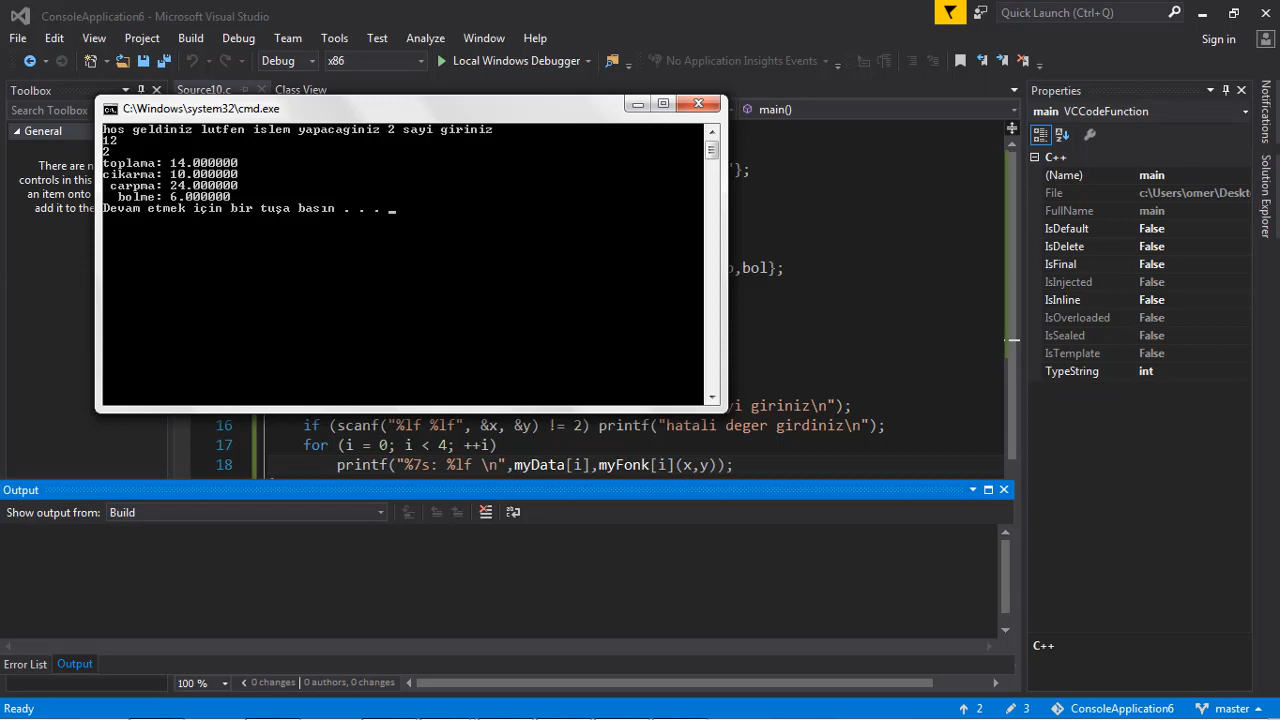 ConsoleApplication6 - Microsoft Visual Studio
Quick Launch (Ctrl+Q)
File Edit View Project Build Debug Team Tools Test Analyze Window Help
Sign in
Debug x86 Local Windows Debugger No Application Insights Events
Toolbox
Search Toolbox
General
There are no
controls in this
an item onto
add it to the
Source10.c Class View
main()
C:\Windows\system32\cmd.exe
hos geldiniz lutfen islem yapacaginiz 2 sayi giriniz
12
2
toplama: 14.000000
cikarma: 10.000000
carpma: 24.000000
bolme: 6.000000
Devam etmek için bir tuşa basın . . . _
"};
,bol};
yi giriniz\n");
16 if (scanf("%lf %lf", &x, &y) != 2) printf("hatali deger girdiniz\n");
17 for (i = 0; i < 4; ++i)
18 printf("%7s: %lf \n",myData[i],myFonk[i](x,y));
Output
Show output from: Build
Error List Output
100 % 0 changes | 0 authors, 0 changes
Properties
main VCCodeFunction
C++
(Name) main
File c:\Users\omer\Deskt
FullName main
IsDefault False
IsDelete False
IsFinal False
IsInjected False
IsInline False
IsOverloaded False
IsSealed False
IsTemplate False
TypeString int
C++
Notifications
Solution Explorer
Ready
2 3 ConsoleApplication6 master